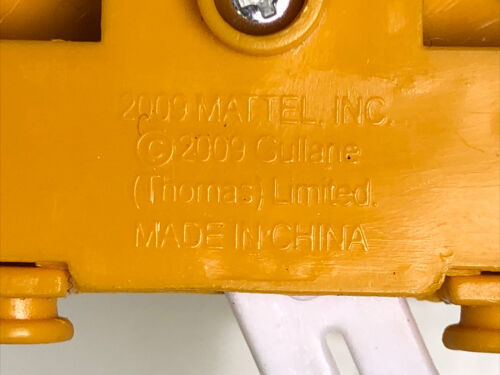 2009 MATTEL, INC.
©2009 Gullane
(Thomas) Limited.
MADE IN CHINA